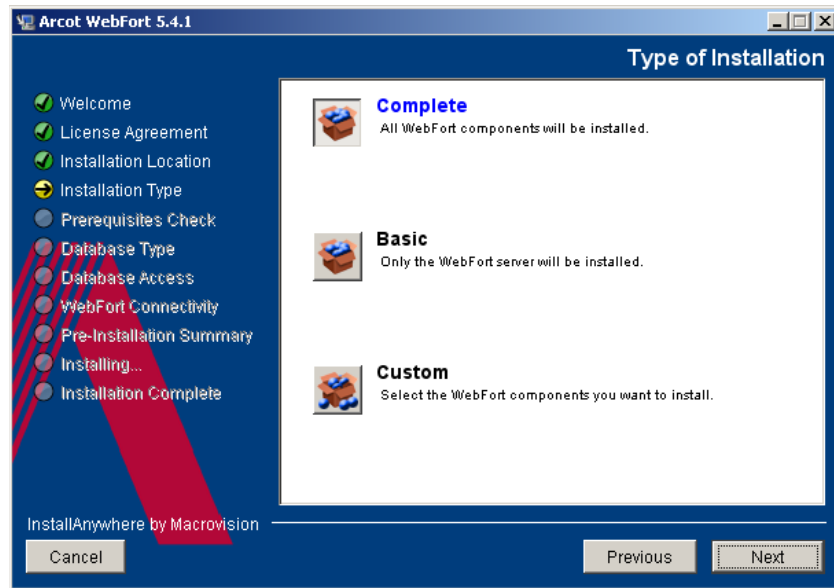 Arcot WebFort 5.4.1
Type of Installation
Welcome
License Agreement
Installation Location
Installation Type
Prerequisites Check
Database Type
Database Access
WebFort Connectivity
Pre-Installation Summary
Installing...
Installation Complete
Complete
All WebFort components will be installed.
Basic
Only the WebFort server will be installed.
Custom
Select the WebFort components you want to install.
InstallAnywhere by Macrovision
Cancel
Previous
Next